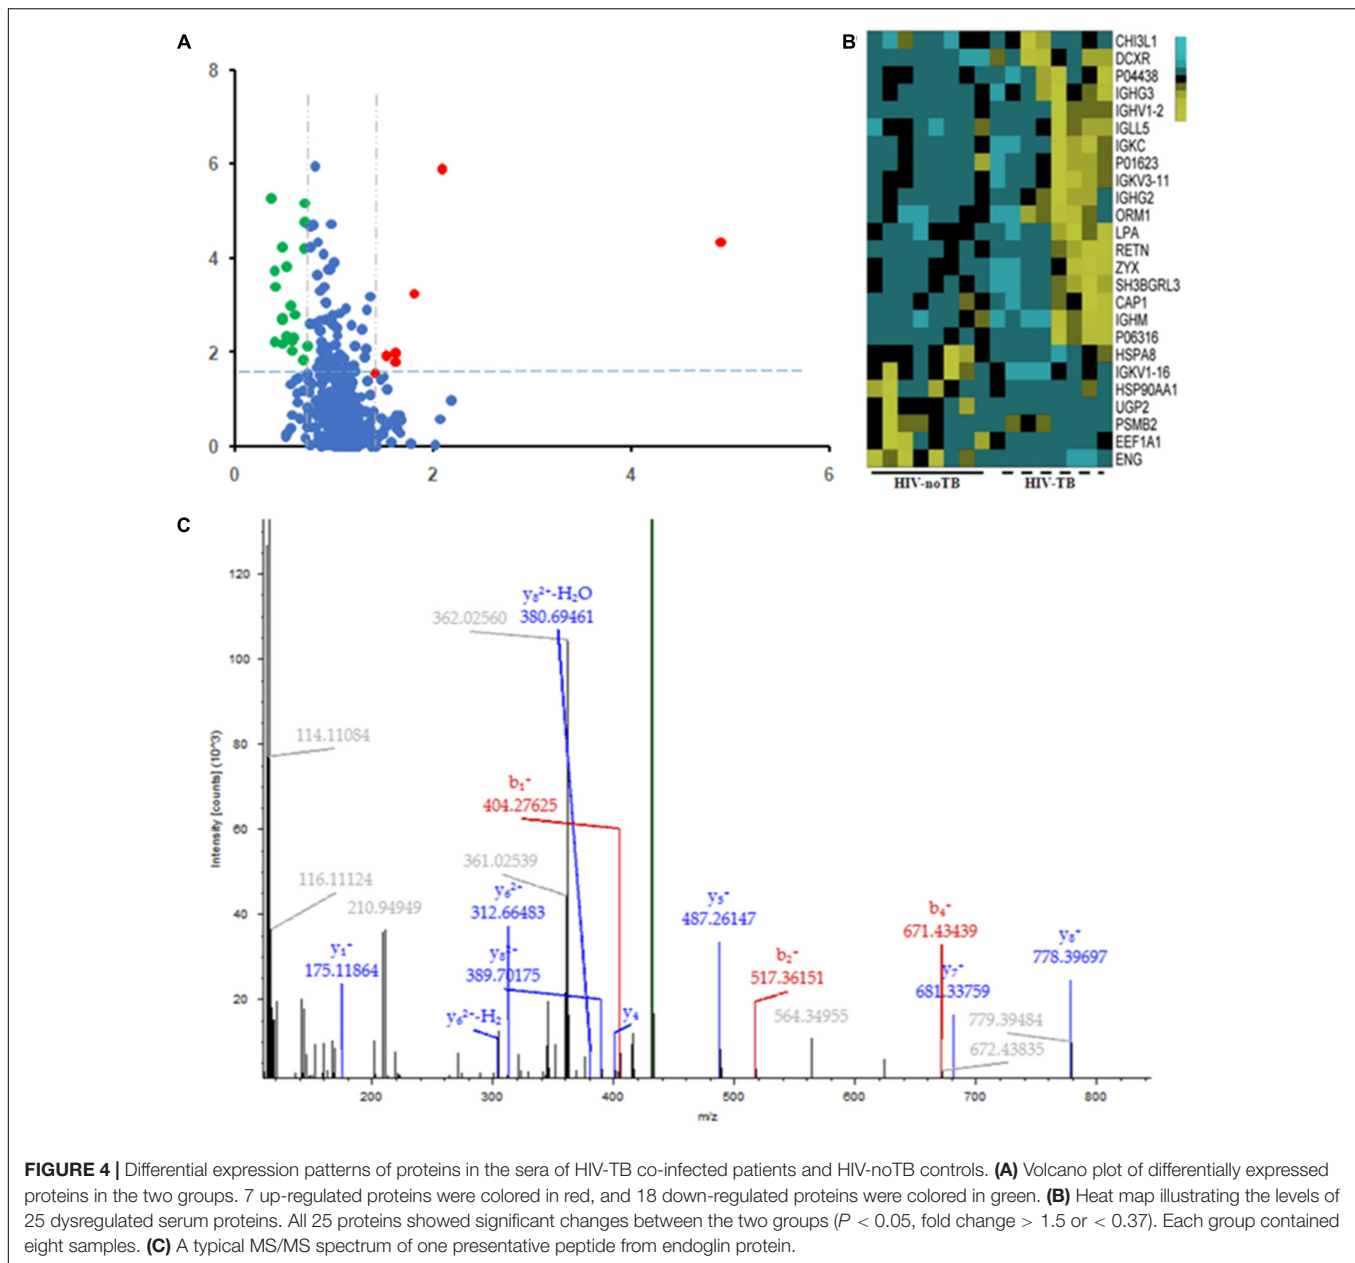 A
8
6
4
2
0
0 2 4 6
B
CHI3L1
DCXR
P04438
IGHG3
IGHV1-2
IGLL5
IGKC
P01623
IGKV3-11
IGHG2
ORM1
LPA
RETN
ZYX
SH3BGRL3
CAP1
IGHM
P06316
HSPA8
IGKV1-16
HSP90AA1
UGP2
PSMB2
EEF1A1
ENG
HIV-noTB HIV-TB
C
Intensity [counts] (10^3)
120
100
80
60
40
20
y₈²⁺-H₂O
362.02560 380.69461
114.11084
b₁⁺
404.27625
361.02539
116.11124
210.94949
y₆²⁺
312.66483
y₅⁺
487.26147
b₄⁺
671.43439
y₁⁺
175.11864
y₈²⁺
389.70175
b₂⁺
517.36151
y₇⁺
681.33759
y₈⁺
778.39697
y₆²⁺-H₂
y₄
564.34955
779.39484
672.43835
200 300 400 500 600 700 800
m/z
FIGURE 4 | Differential expression patterns of proteins in the sera of HIV-TB co-infected patients and HIV-noTB controls. (A) Volcano plot of differentially expressed
proteins in the two groups. 7 up-regulated proteins were colored in red, and 18 down-regulated proteins were colored in green. (B) Heat map illustrating the levels of
25 dysregulated serum proteins. All 25 proteins showed significant changes between the two groups (P < 0.05, fold change > 1.5 or < 0.37). Each group contained
eight samples. (C) A typical MS/MS spectrum of one presentative peptide from endoglin protein.